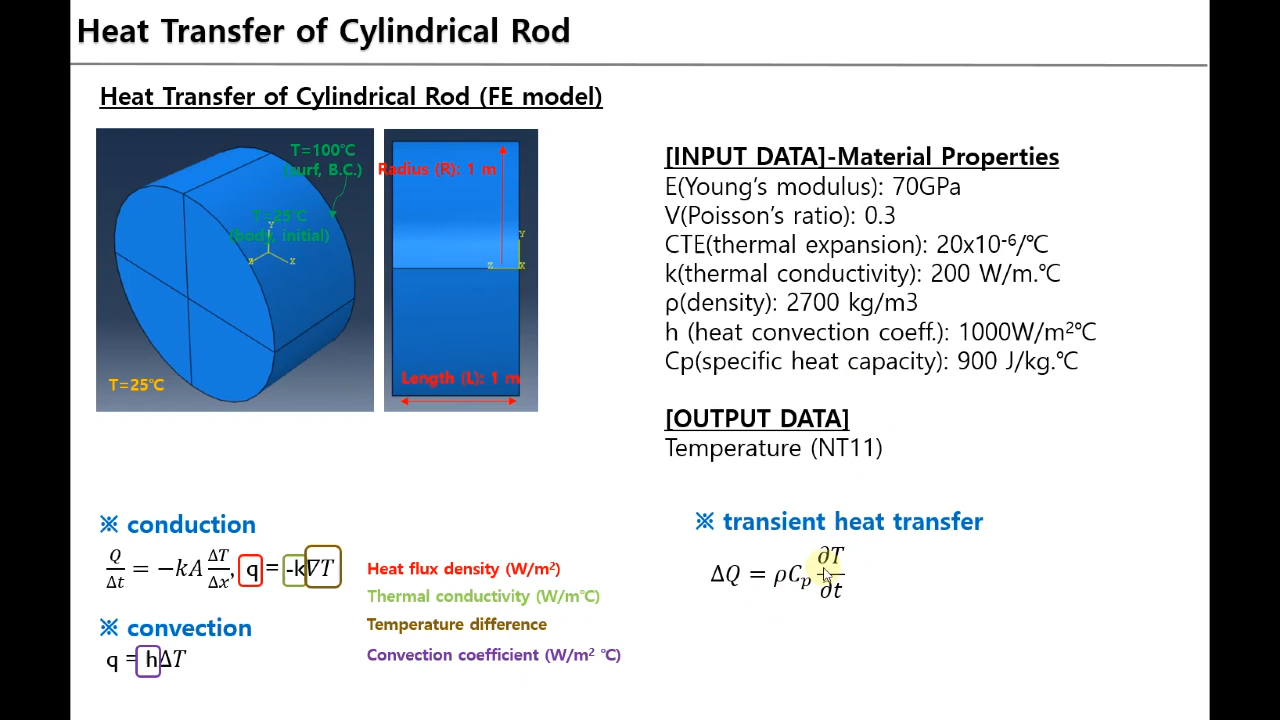 Heat Transfer of Cylindrical Rod
Heat Transfer of Cylindrical Rod (FE model)
T=100℃
(surf, B.C.)
T=25℃
(body, initial)
Y
Z
X
T=25℃
Radius (R): 1 m
Y
Z
X
Length (L): 1 m
[INPUT DATA]-Material Properties
E(Young's modulus): 70GPa
V(Poisson's ratio): 0.3
CTE(thermal expansion): 20x10⁻⁶/℃
k(thermal conductivity): 200 W/m.℃
ρ(density): 2700 kg/m3
h (heat convection coeff.): 1000W/m²℃
Cp(specific heat capacity): 900 J/kg.℃
[OUTPUT DATA]
Temperature (NT11)
※ conduction
Q/Δt = −kA ΔT/Δx, q = -k∇T
Heat flux density (W/m²)
Thermal conductivity (W/m℃)
Temperature difference
Convection coefficient (W/m² ℃)
※ convection
q = hΔT
※ transient heat transfer
ΔQ = ρCₚ ∂T/∂t